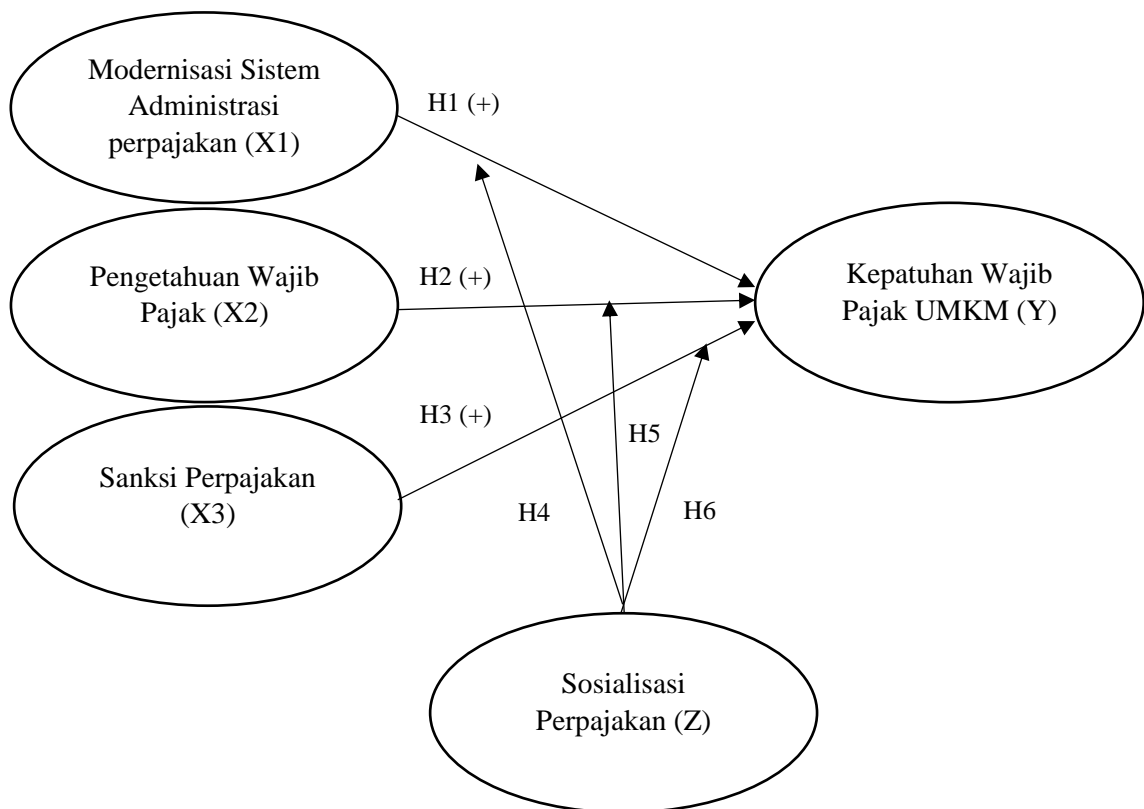 Modernisasi Sistem
Administrasi
perpajakan (X1)
H1 (+)
Pengetahuan Wajib
Pajak (X2)
H2 (+)
Kepatuhan Wajib
Pajak UMKM (Y)
Sanksi Perpajakan
(X3)
H3 (+)
H4
H5
H6
Sosialisasi
Perpajakan (Z)